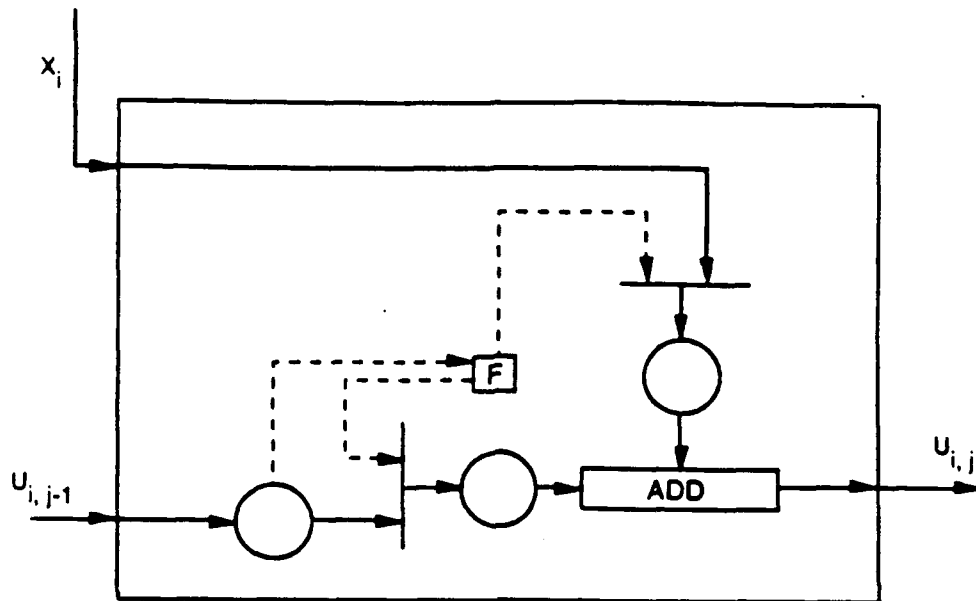 X_i
F
U_{i, j-1}
ADD
U_{i, j}